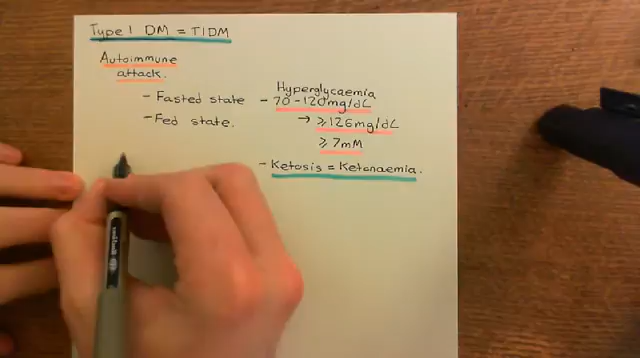 Type 1 DM = T1DM
Autoimmune
attack.
- Fasted state
- Fed state.
Hyperglycaemia
- 70-120mg/dL
→ ≥126mg/dL
≥7mM
- Ketosis = Ketonaemia.